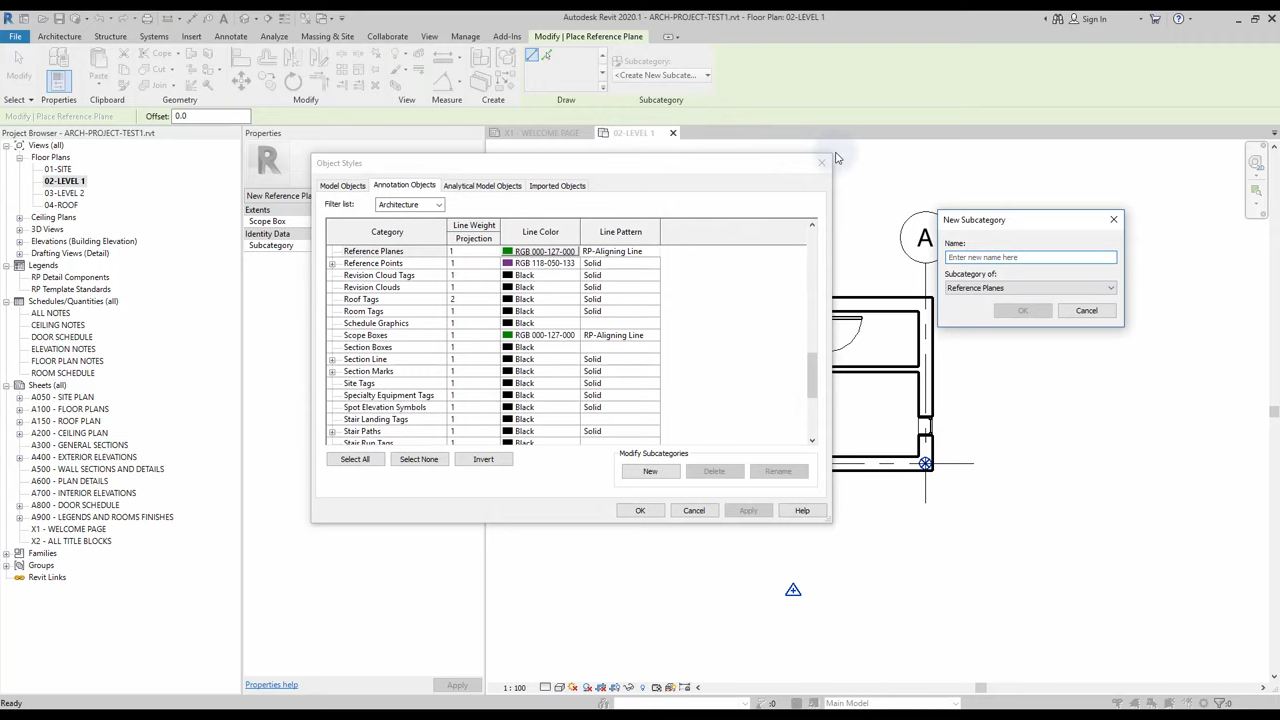 Autodesk Revit 2020.1 - ARCH-PROJECT-TEST1.rvt - Floor Plan: 02-LEVEL 1
Sign In
File Architecture Structure Systems Insert Annotate Analyze Massing & Site Collaborate View Manage Add-Ins Modify | Place Reference Plane
Modify
Paste
Cope
Cut
Join
Subcategory:
<Create New Subcate...
Select Properties Clipboard Geometry Modify View Measure Create Draw Subcategory
Modify | Place Reference Plane Offset: 0.0
Project Browser - ARCH-PROJECT-TEST1.rvt
Views (all)
Floor Plans
01-SITE
02-LEVEL 1
03-LEVEL 2
04-ROOF
Ceiling Plans
3D Views
Elevations (Building Elevation)
Drafting Views (Detail)
Legends
RP Detail Components
RP Template Standards
Schedules/Quantities (all)
ALL NOTES
CEILING NOTES
DOOR SCHEDULE
ELEVATION NOTES
FLOOR PLAN NOTES
ROOM SCHEDULE
Sheets (all)
A050 - SITE PLAN
A100 - FLOOR PLANS
A150 - ROOF PLAN
A200 - CEILING PLAN
A300 - GENERAL SECTIONS
A400 - EXTERIOR ELEVATIONS
A500 - WALL SECTIONS AND DETAILS
A600 - PLAN DETAILS
A700 - INTERIOR ELEVATIONS
A800 - DOOR SCHEDULE
A900 - LEGENDS AND ROOMS FINISHES
X1 - WELCOME PAGE
X2 - ALL TITLE BLOCKS
Families
Groups
Revit Links
Properties
New Reference Pla
Extents
Scope Box
Identity Data
Subcategory
Properties help
Apply
X1 - WELCOME PAGE
02-LEVEL 1
Object Styles
Model Objects Annotation Objects Analytical Model Objects Imported Objects
Filter list: Architecture
Category Line Weight Line Color Line Pattern
Projection
Reference Planes 1 RGB 000-127-000 RP-Aligning Line
Reference Points 1 RGB 118-050-133 Solid
Revision Cloud Tags 1 Black Solid
Revision Clouds 1 Black Solid
Roof Tags 2 Black Solid
Room Tags 1 Black Solid
Schedule Graphics 1 Black
Scope Boxes 1 RGB 000-127-000 RP-Aligning Line
Section Boxes 1 Black
Section Line 1 Black Solid
Section Marks 1 Black Solid
Site Tags 1 Black Solid
Specialty Equipment Tags 1 Black Solid
Spot Elevation Symbols 1 Black Solid
Stair Landing Tags 1 Black
Stair Paths 1 Black Solid
Stair Run Tags 1 Black
Select All Select None Invert
Modify Subcategories
New Delete Rename
OK Cancel Apply Help
A
New Subcategory
Name:
Enter new name here
Subcategory of:
Reference Planes
OK Cancel
1 : 100
Ready
:0
Main Model
:0